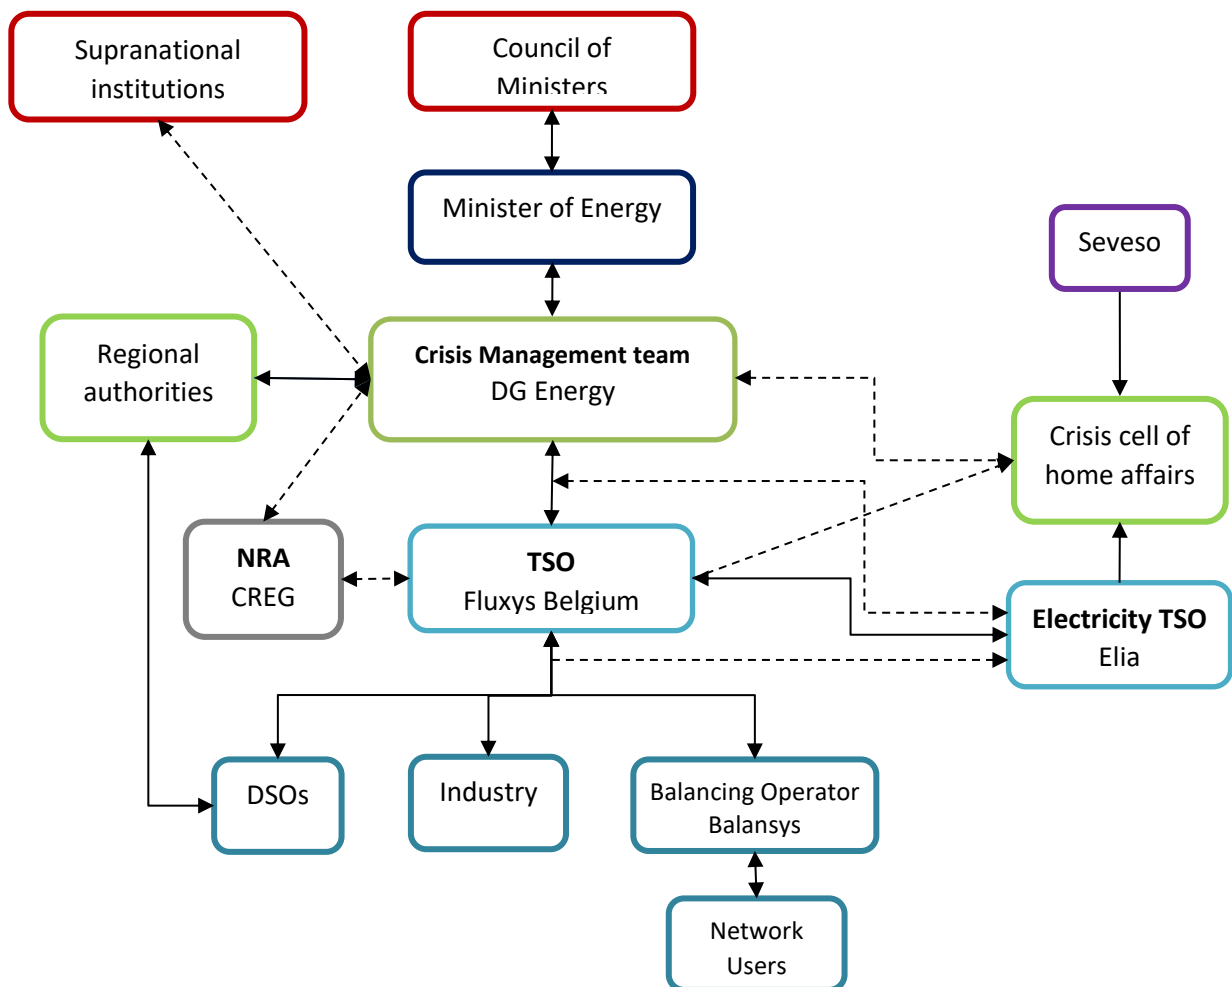 Supranational
institutions
Council of
Ministers
Minister of Energy
Seveso
Regional
authorities
Crisis Management team
DG Energy
Crisis cell of
home affairs
NRA
CREG
TSO
Fluxys Belgium
Electricity TSO
Elia
DSOs
Industry
Balancing Operator
Balansys
Network
Users